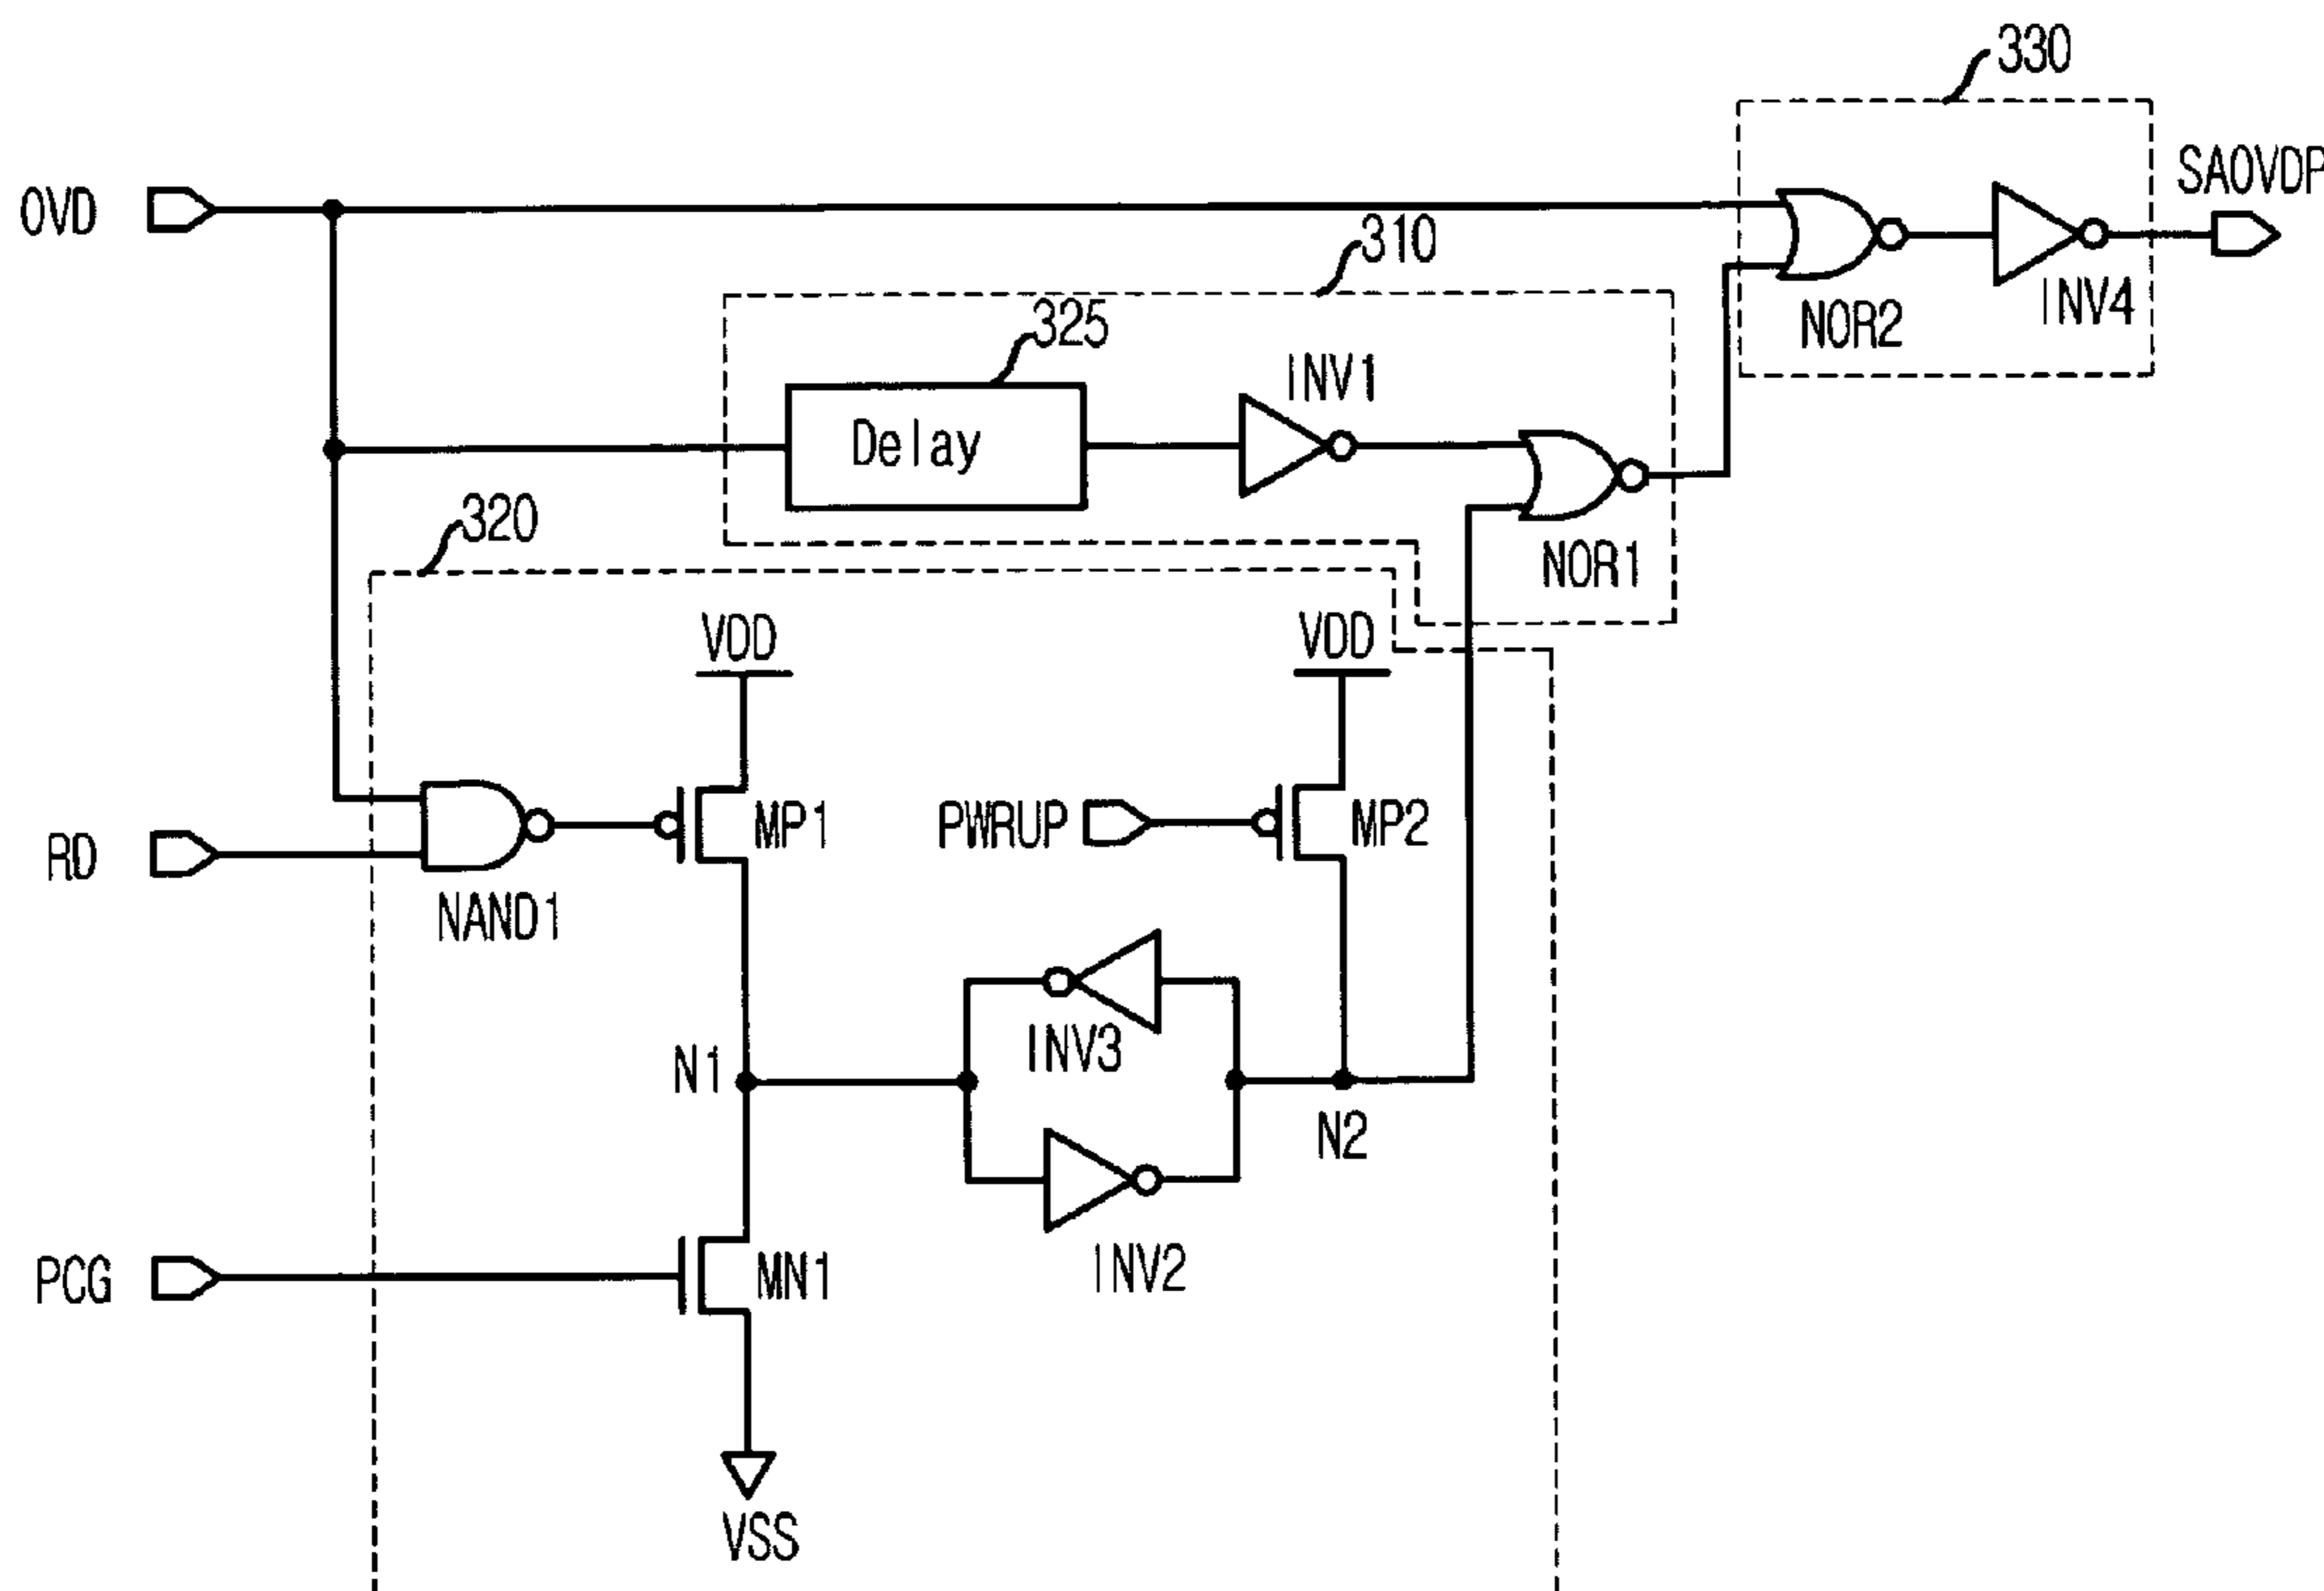 330
SAOVDP
OVD
310
NOR2
INV4
325
INV1
Delay
320
NOR1
VDD
VDD
MP1
PWRUP
MP2
RD
NAND1
INV3
N1
N2
PCG
MN1
INV2
VSS